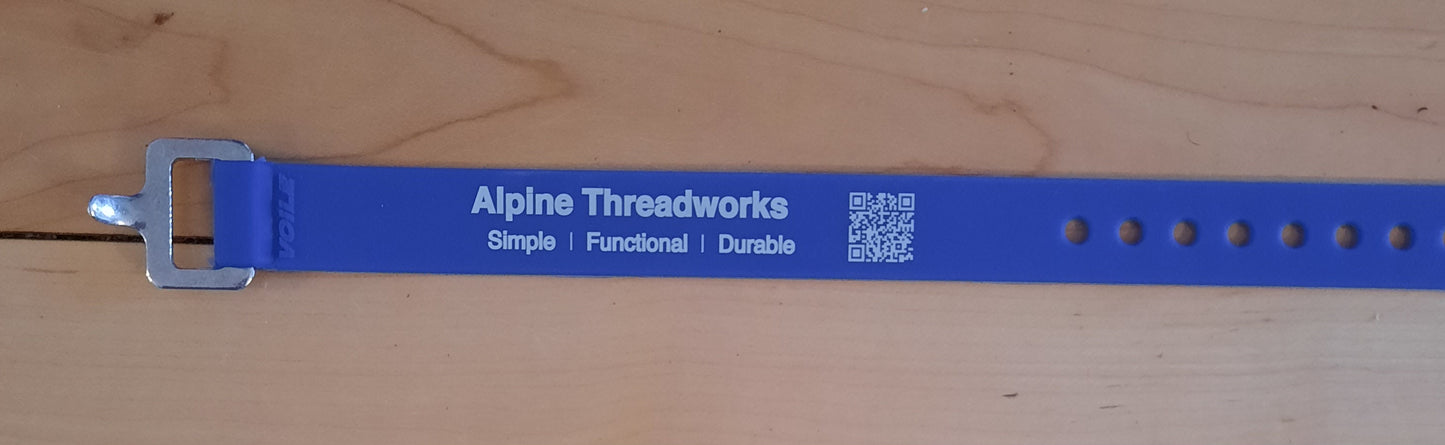 VOILE
Alpine Threadworks
Simple | Functional | Durable